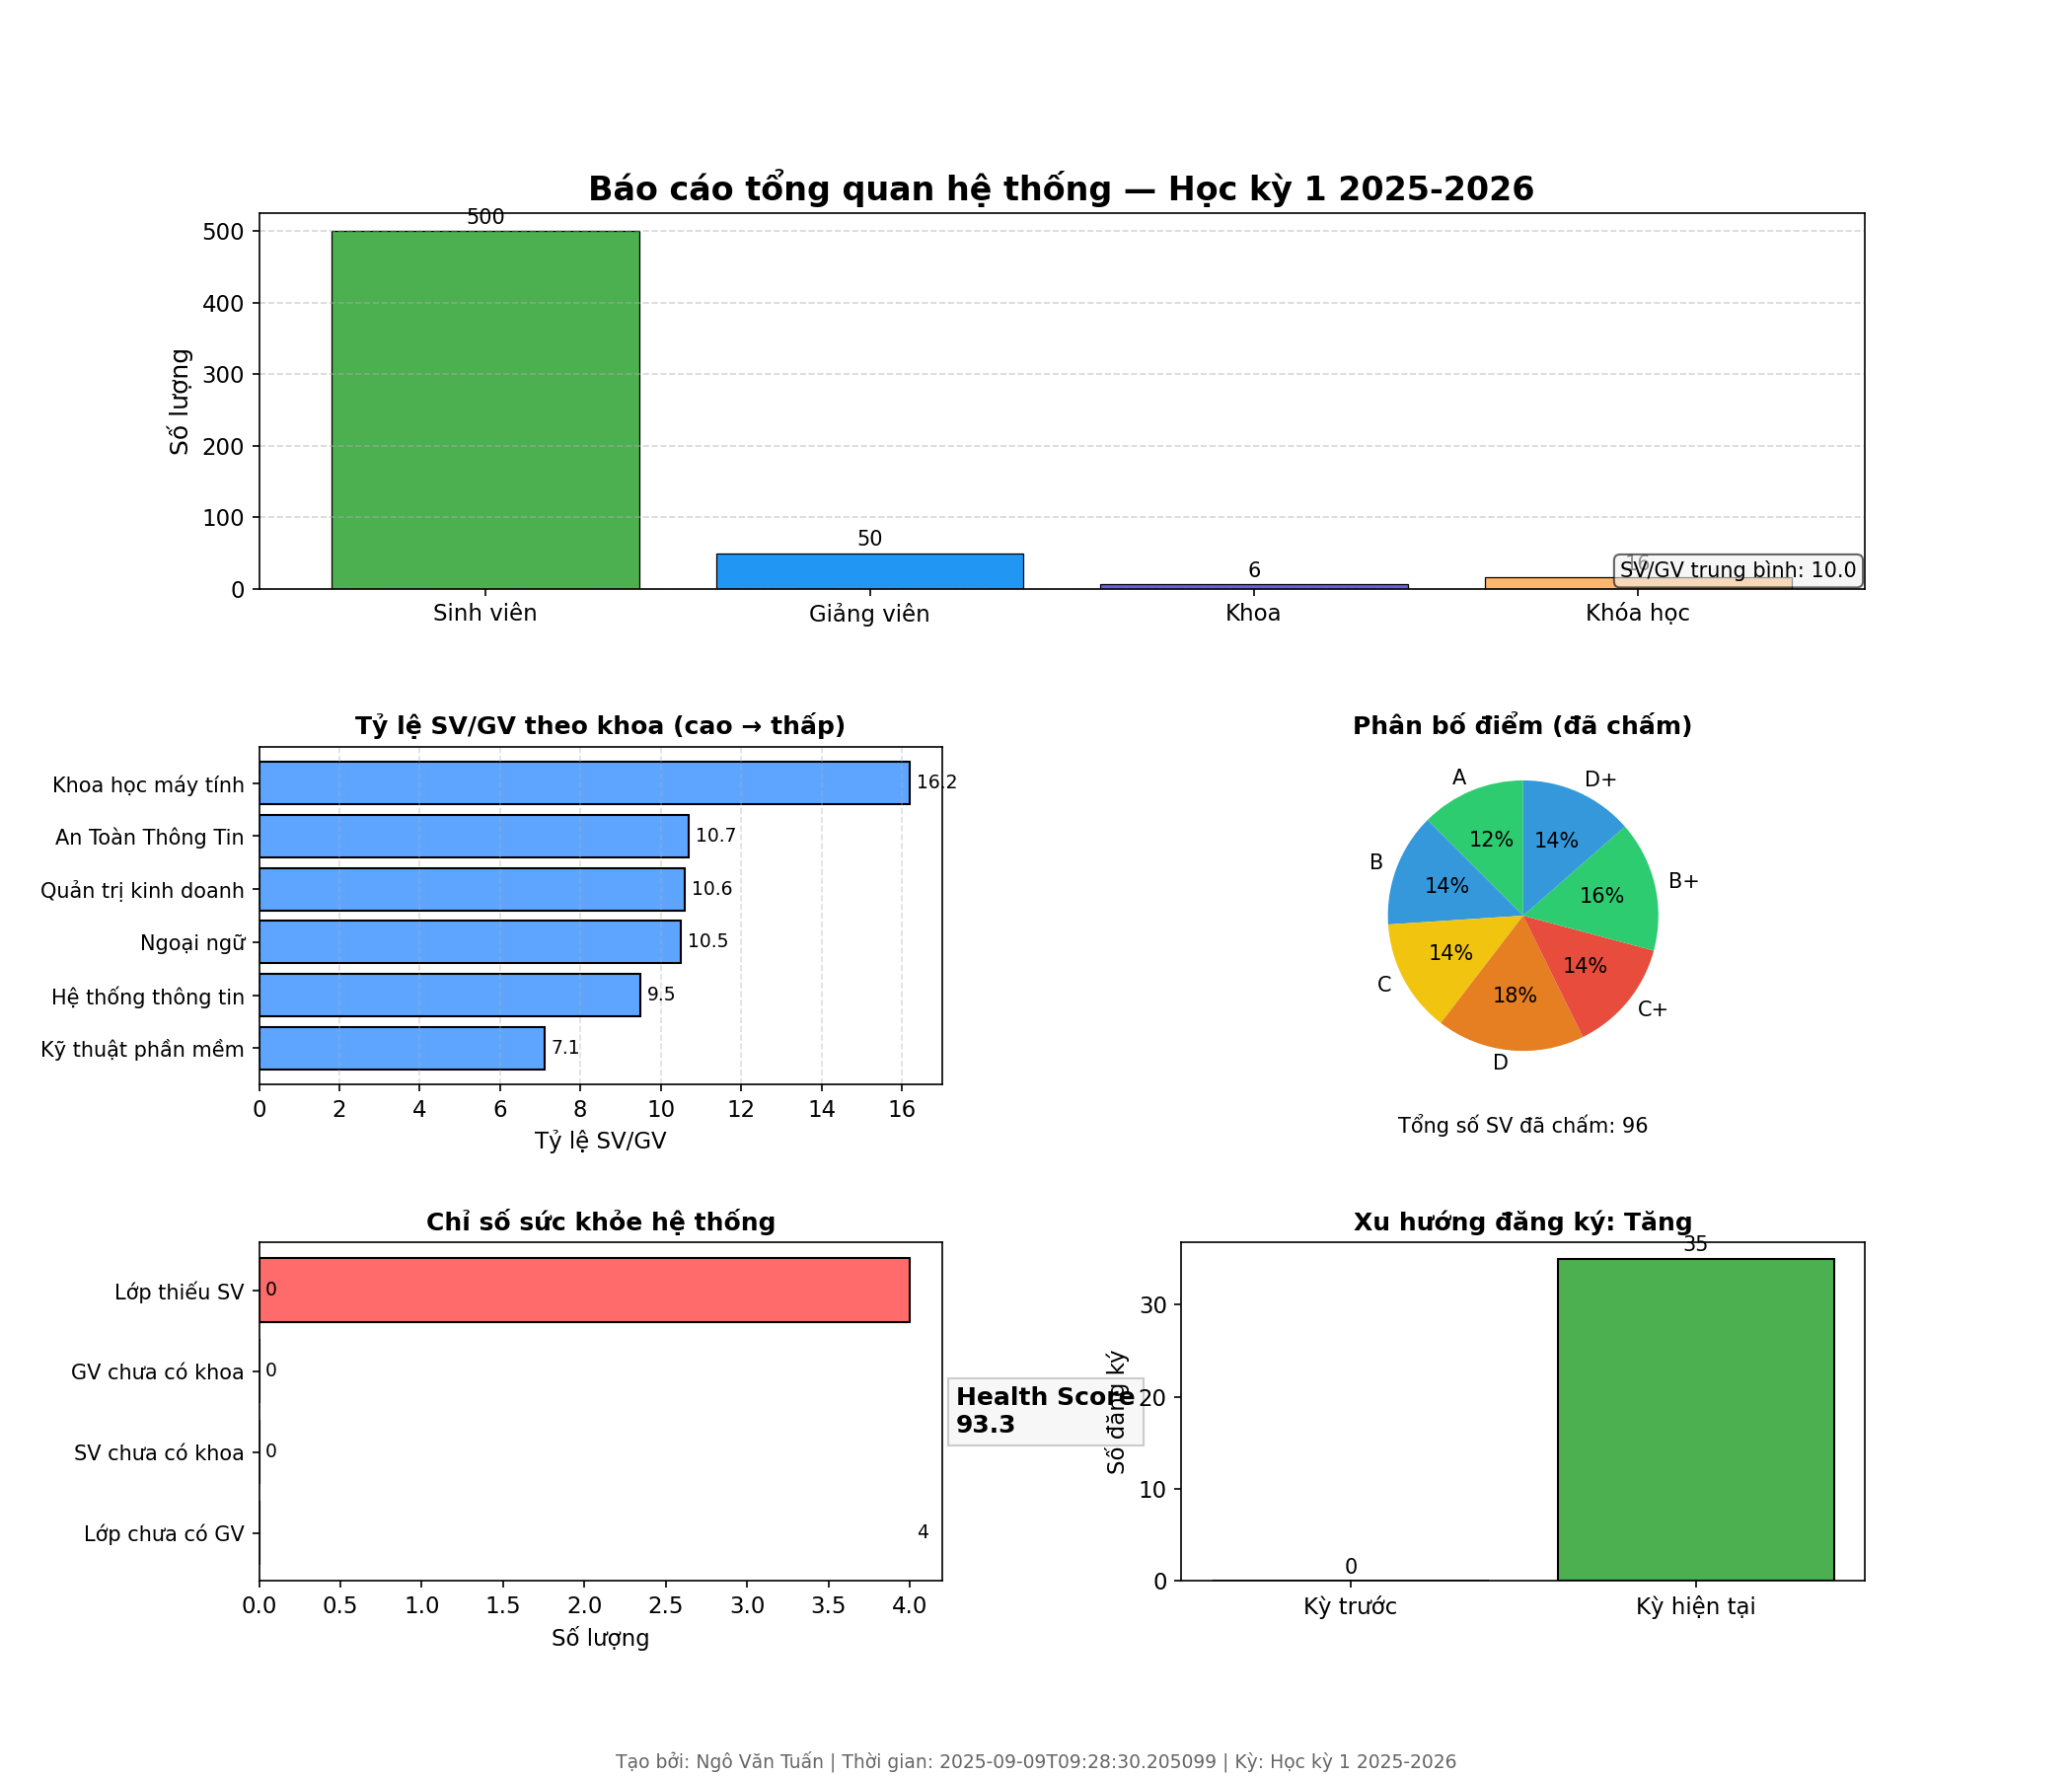 Báo cáo tổng quan hệ thống — Học kỳ 1 2025-2026
Số lượng
500
400
300
200
100
0
500
50
6
16
SV/GV trung bình: 10.0
Sinh viên
Giảng viên
Khoa
Khóa học
Tỷ lệ SV/GV theo khoa (cao → thấp)
Khoa học máy tính
16.2
An Toàn Thông Tin
10.7
Quản trị kinh doanh
10.6
Ngoại ngữ
10.5
Hệ thống thông tin
9.5
Kỹ thuật phần mềm
7.1
0 2 4 6 8 10 12 14 16
Tỷ lệ SV/GV
Phân bố điểm (đã chấm)
A
12%
B
14%
C
14%
D
18%
C+
14%
B+
16%
D+
14%
Tổng số SV đã chấm: 96
Chỉ số sức khỏe hệ thống
Lớp thiếu SV
0
GV chưa có khoa
0
SV chưa có khoa
0
Lớp chưa có GV
4
0.0 0.5 1.0 1.5 2.0 2.5 3.0 3.5 4.0
Số lượng
Health Score
93.3
Xu hướng đăng ký: Tăng
Số đăng ký
30
20
10
0
0
35
Kỳ trước
Kỳ hiện tại
Tạo bởi: Ngô Văn Tuấn | Thời gian: 2025-09-09T09:28:30.205099 | Kỳ: Học kỳ 1 2025-2026